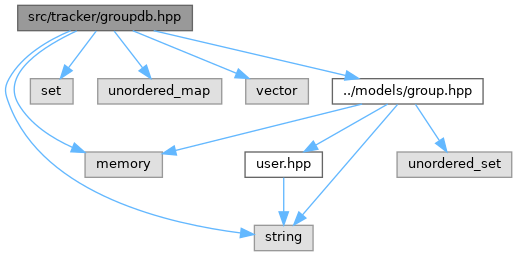 src/tracker/groupdb.hpp
set
unordered_map
vector
../models/group.hpp
memory
user.hpp
unordered_set
string